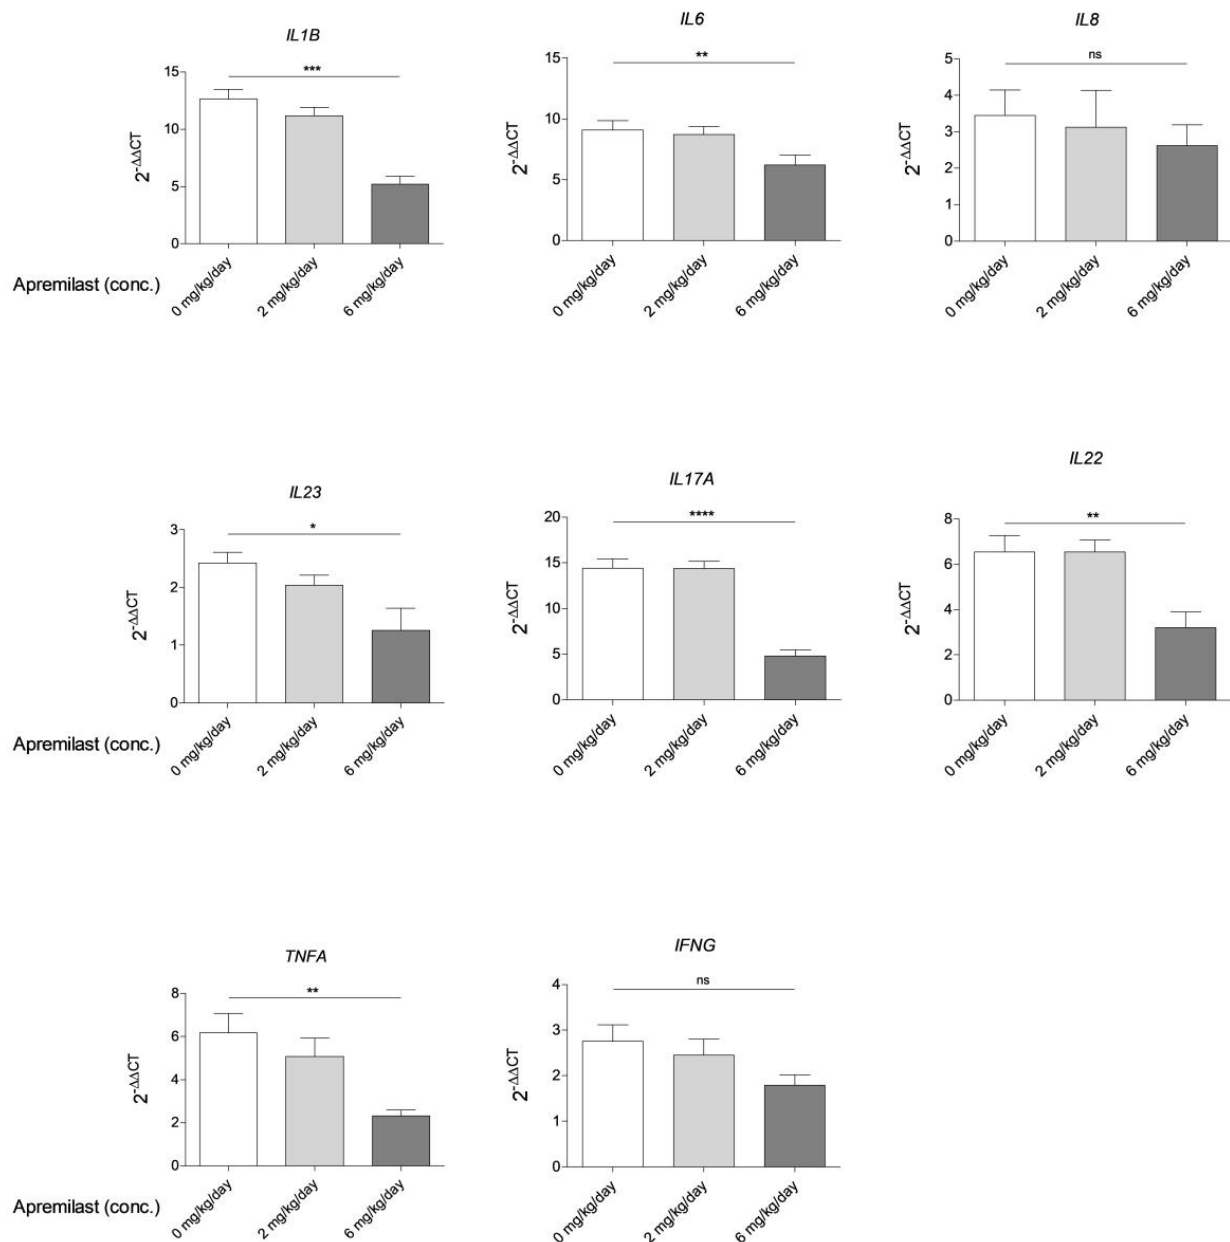 IL1B
***
15
10
5
0
2^-ΔΔCT
0 mg/kg/day
2 mg/kg/day
6 mg/kg/day
IL6
**
15
10
5
0
2^-ΔΔCT
0 mg/kg/day
2 mg/kg/day
6 mg/kg/day
IL8
ns
5
4
3
2
1
0
2^-ΔΔCT
0 mg/kg/day
2 mg/kg/day
6 mg/kg/day
Apremilast (conc.)
IL23
*
3
2
1
0
2^-ΔΔCT
0 mg/kg/day
2 mg/kg/day
6 mg/kg/day
IL17A
****
20
15
10
5
0
2^-ΔΔCT
0 mg/kg/day
2 mg/kg/day
6 mg/kg/day
IL22
**
8
6
4
2
0
2^-ΔΔCT
0 mg/kg/day
2 mg/kg/day
6 mg/kg/day
Apremilast (conc.)
TNFA
**
8
6
4
2
0
2^-ΔΔCT
0 mg/kg/day
2 mg/kg/day
6 mg/kg/day
IFNG
ns
4
3
2
1
0
2^-ΔΔCT
0 mg/kg/day
2 mg/kg/day
6 mg/kg/day
Apremilast (conc.)